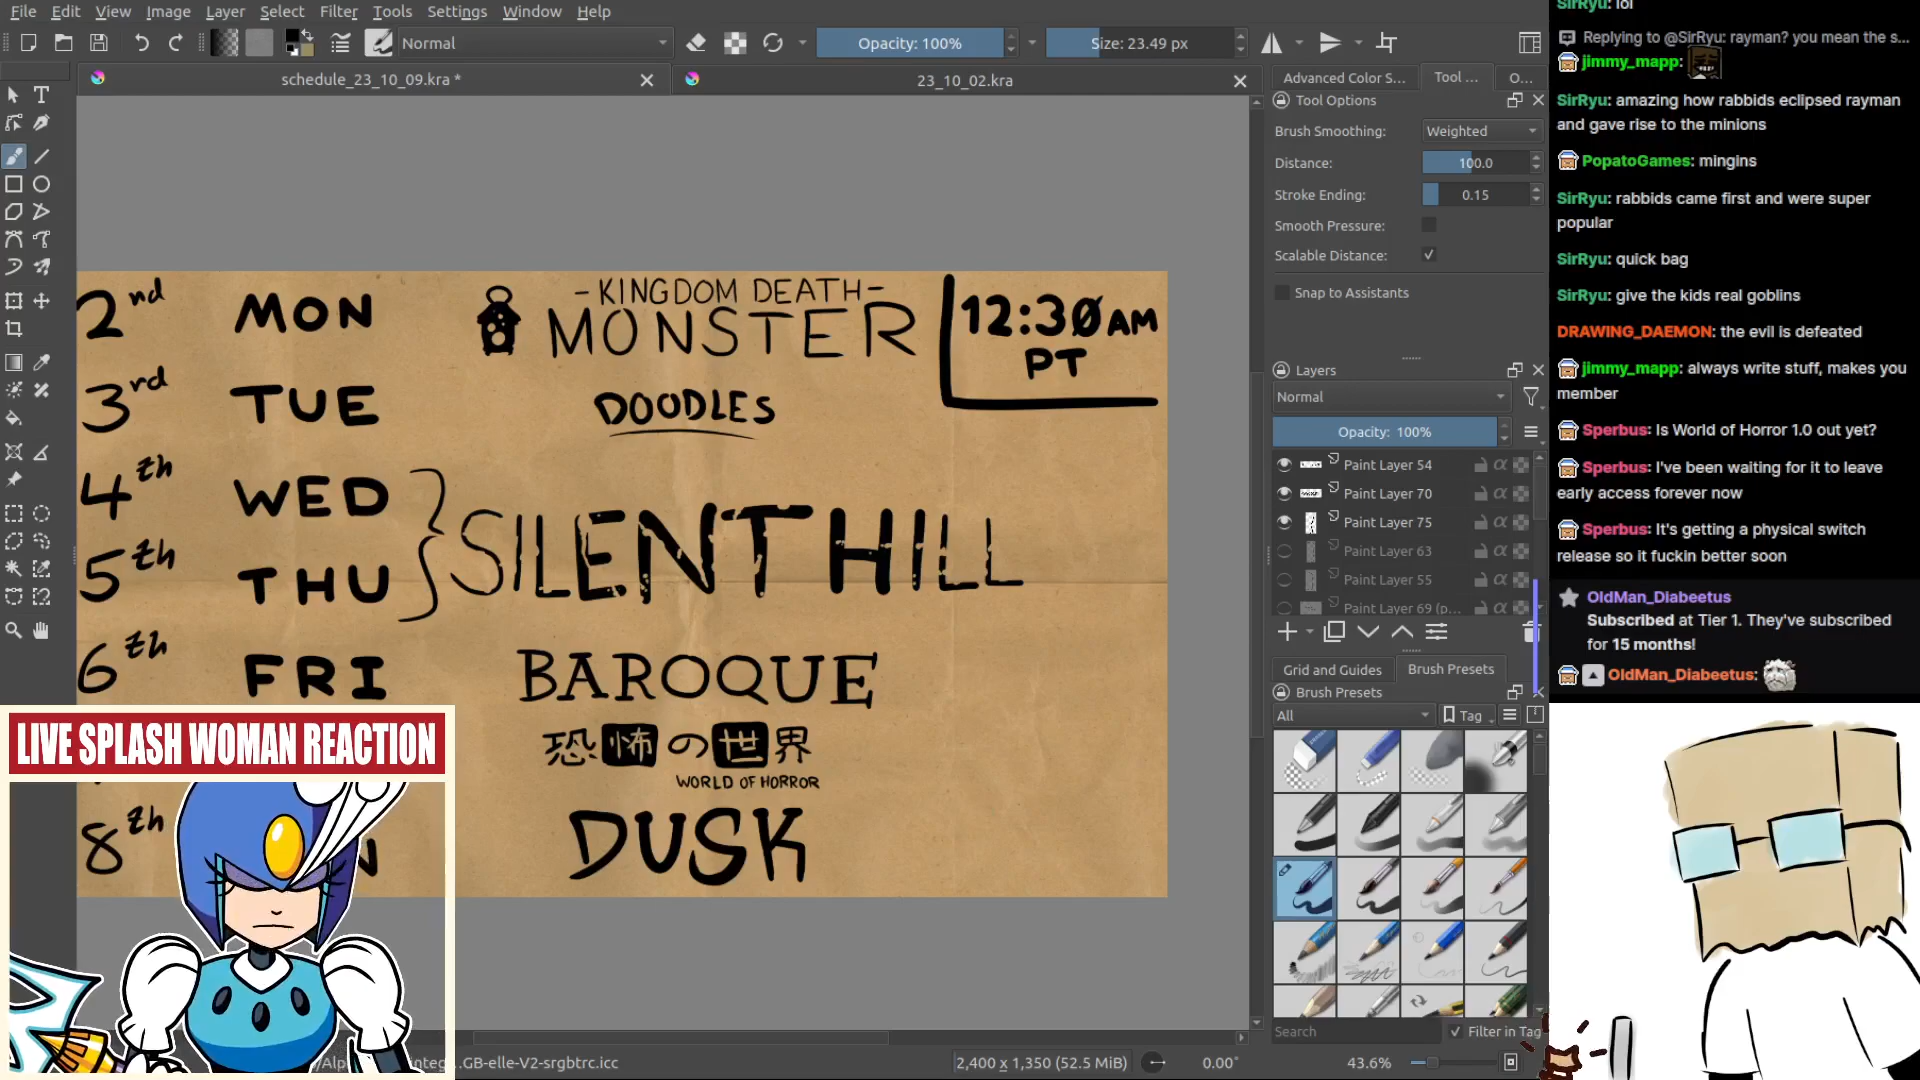 File Edit View Image Layer Select Filter Tools Settings Window Help
Normal
Opacity: 100%
Size: 23.49 px
schedule_23_10_09.kra *
23_10_02.kra
2nd MON
-KINGDOM DEATH-
MONSTER
12:30AM
PT
3rd TUE
DOODLES
4th WED
SILENT HILL
5th THU
6th FRI
BAROQUE
恐怖の世界
WORLD OF HORROR
8th
DUSK
LIVE SPLASH WOMAN REACTION
GB-elle-V2-srgbtrc.icc
2,400 x 1,350 (52.5 MiB)
0.00°
43.6%
Advanced Color S...
Tool ...
O...
Tool Options
Brush Smoothing: Weighted
Distance: 100.0
Stroke Ending: 0.15
Smooth Pressure:
Scalable Distance:
Snap to Assistants
Layers
Normal
Opacity: 100%
Paint Layer 54
Paint Layer 70
Paint Layer 75
Paint Layer 63
Paint Layer 55
Paint Layer 69 (p...
Grid and Guides
Brush Presets
Brush Presets
All
Tag
Search
Filter in Tag
SirRyu: lol
Replying to @SirRyu: rayman? you mean the s...
jimmy_mapp:
SirRyu: amazing how rabbids eclipsed rayman
and gave rise to the minions
PopatoGames: mingins
SirRyu: rabbids came first and were super
popular
SirRyu: quick bag
SirRyu: give the kids real goblins
DRAWING_DAEMON: the evil is defeated
jimmy_mapp: always write stuff, makes you
member
Sperbus: Is World of Horror 1.0 out yet?
Sperbus: I've been waiting for it to leave
early access forever now
Sperbus: It's getting a physical switch
release so it fuckin better soon
OldMan_Diabeetus
Subscribed at Tier 1. They've subscribed
for 15 months!
OldMan_Diabeetus: